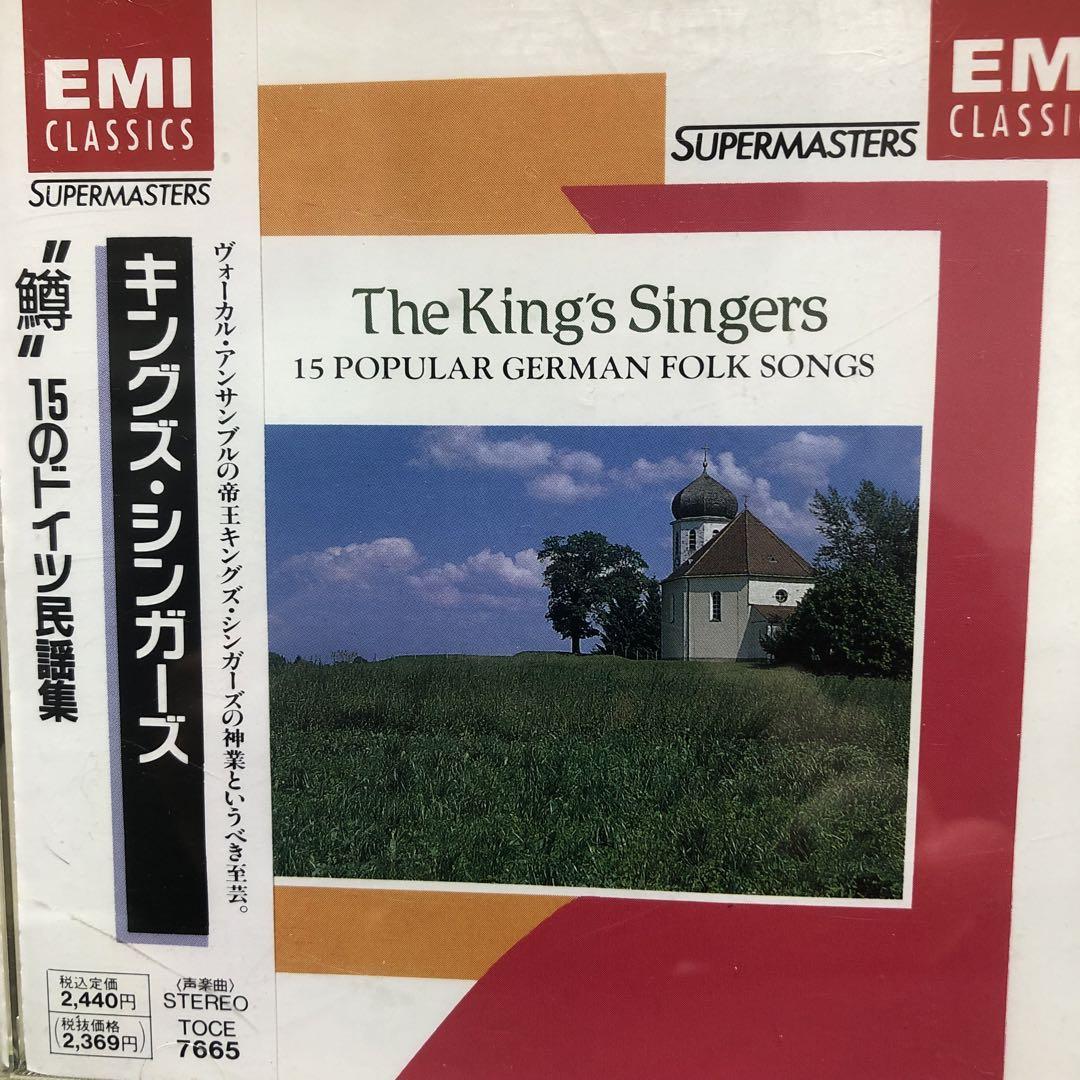 EMI
CLASSICS
SUPERMASTERS
"鱒" 15のドイツ民謡集
キングズ・シンガーズ
ヴォーカル・アンサンブルの帝王キングズ・シンガーズの神業というべき至芸。
税込定価
2,440円
(税抜価格
2,369円)
〈声楽曲〉
STEREO
TOCE
7665
SUPERMASTERS
EM
CLASSIC
The King's Singers
15 POPULAR GERMAN FOLK SONGS